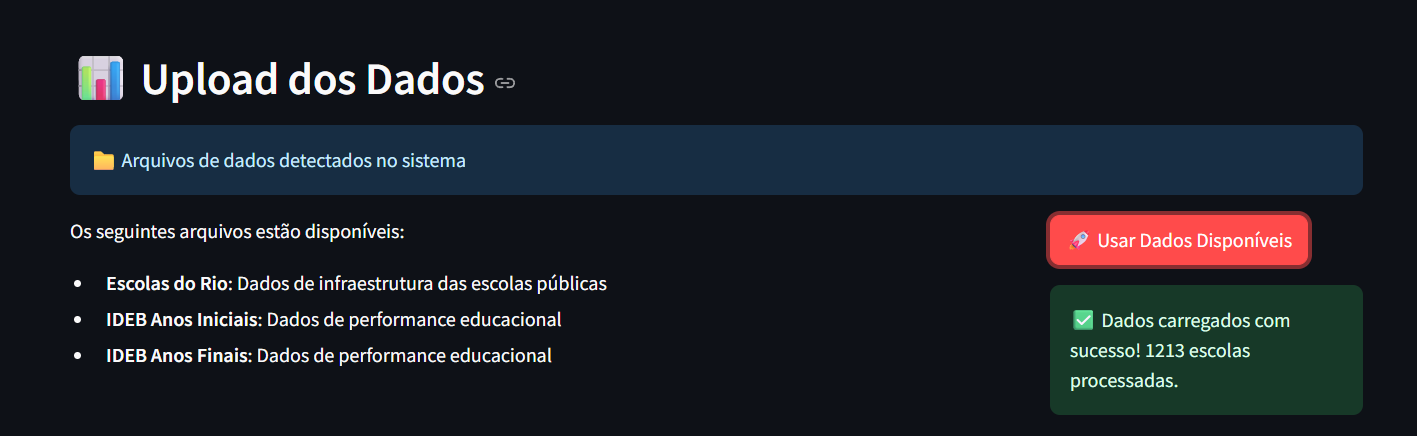 Upload dos Dados
Arquivos de dados detectados no sistema
Os seguintes arquivos estão disponíveis:
Escolas do Rio: Dados de infraestrutura das escolas públicas
IDEB Anos Iniciais: Dados de performance educacional
IDEB Anos Finais: Dados de performance educacional
Usar Dados Disponíveis
Dados carregados com
sucesso! 1213 escolas
processadas.